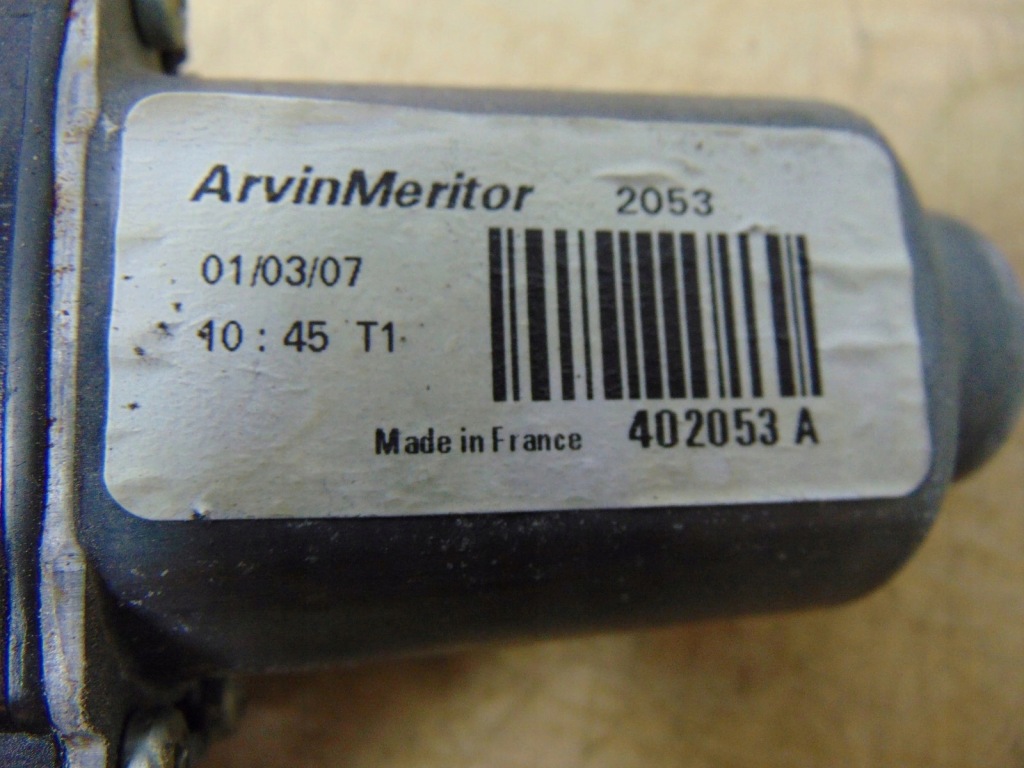 ArvinMeritor 2053
01/03/07
10 : 45 T1
Made in France 402053 A